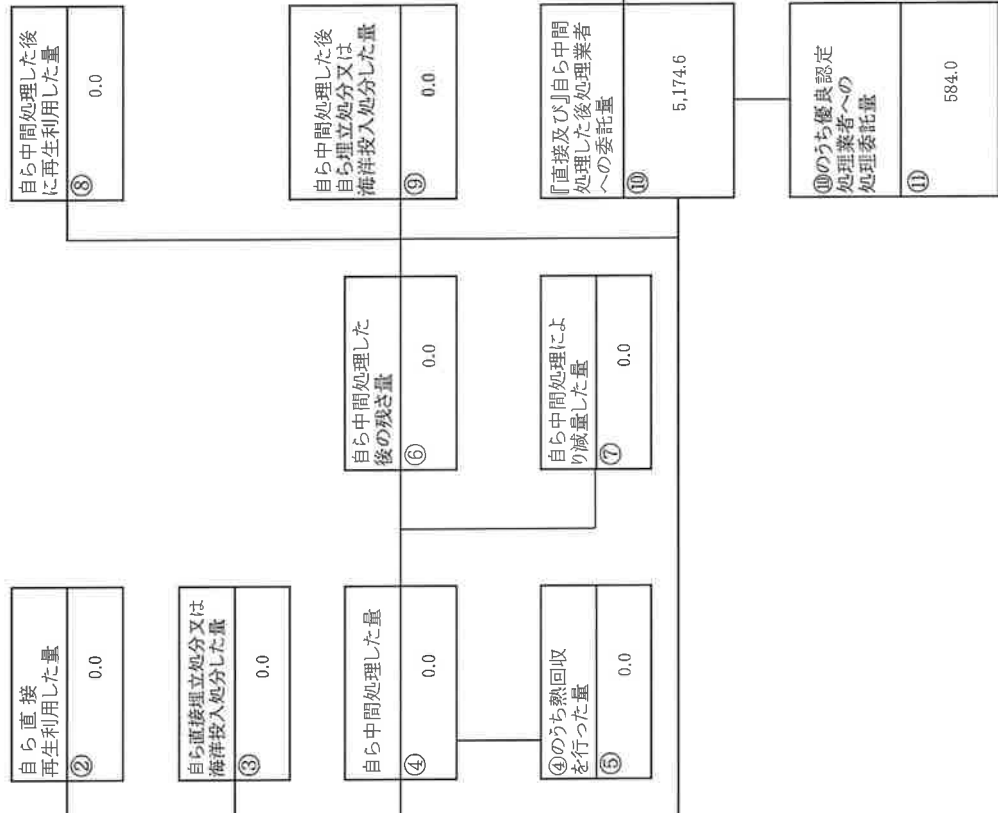 自 ら 直 接
再生利用した量
②
0.0
自ら直接埋立処分又は
海洋投入処分した量
③
0.0
自ら中間処理した量
④
0.0
④のうち熱回収
を行った量
⑤
0.0
自ら中間処理した
後の残さ量
⑥
0.0
自ら中間処理によ
り減量した量
⑦
0.0
自ら中間処理した後
に再生利用した量
⑧
0.0
自ら中間処理した後
自ら埋立処分又は
海洋投入処分した量
⑨
0.0
『直接及び』自ら中間
処理した後処理業者
への委託量
⑩
5,174.6
⑩のうち優良認定
処理業者への
処理委託量
⑪
584.0